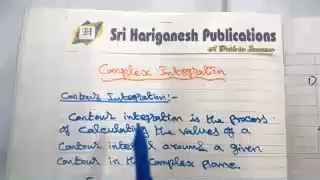 Sri Hariganesh Publications
Complex Integration
Contour Integration:-
Contour integration is the process
of calculating the values of a
Contour around a given
Contour in the Complex Plane.